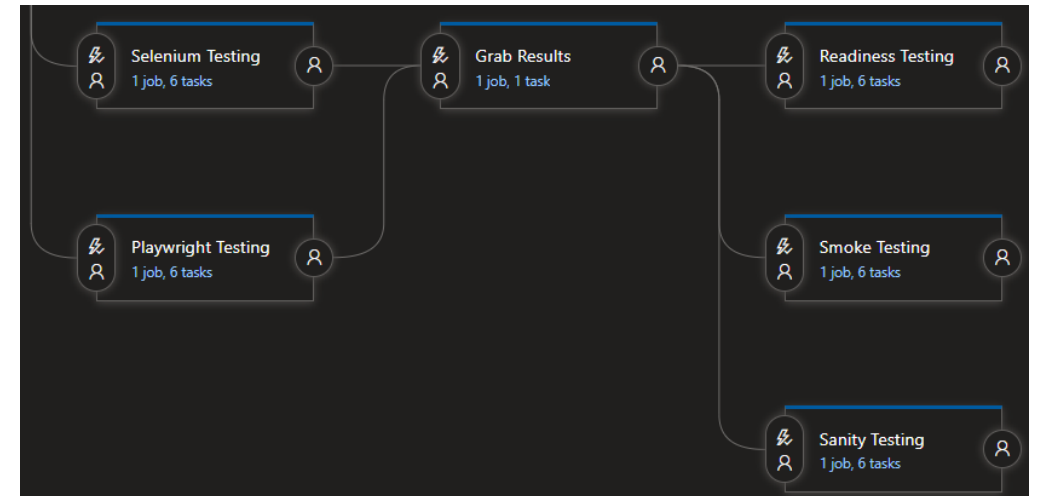 Selenium Testing
1 job, 6 tasks
Grab Results
1 job, 1 task
Readiness Testing
1 job, 6 tasks
Playwright Testing
1 job, 6 tasks
Smoke Testing
1 job, 6 tasks
Sanity Testing
1 job, 6 tasks